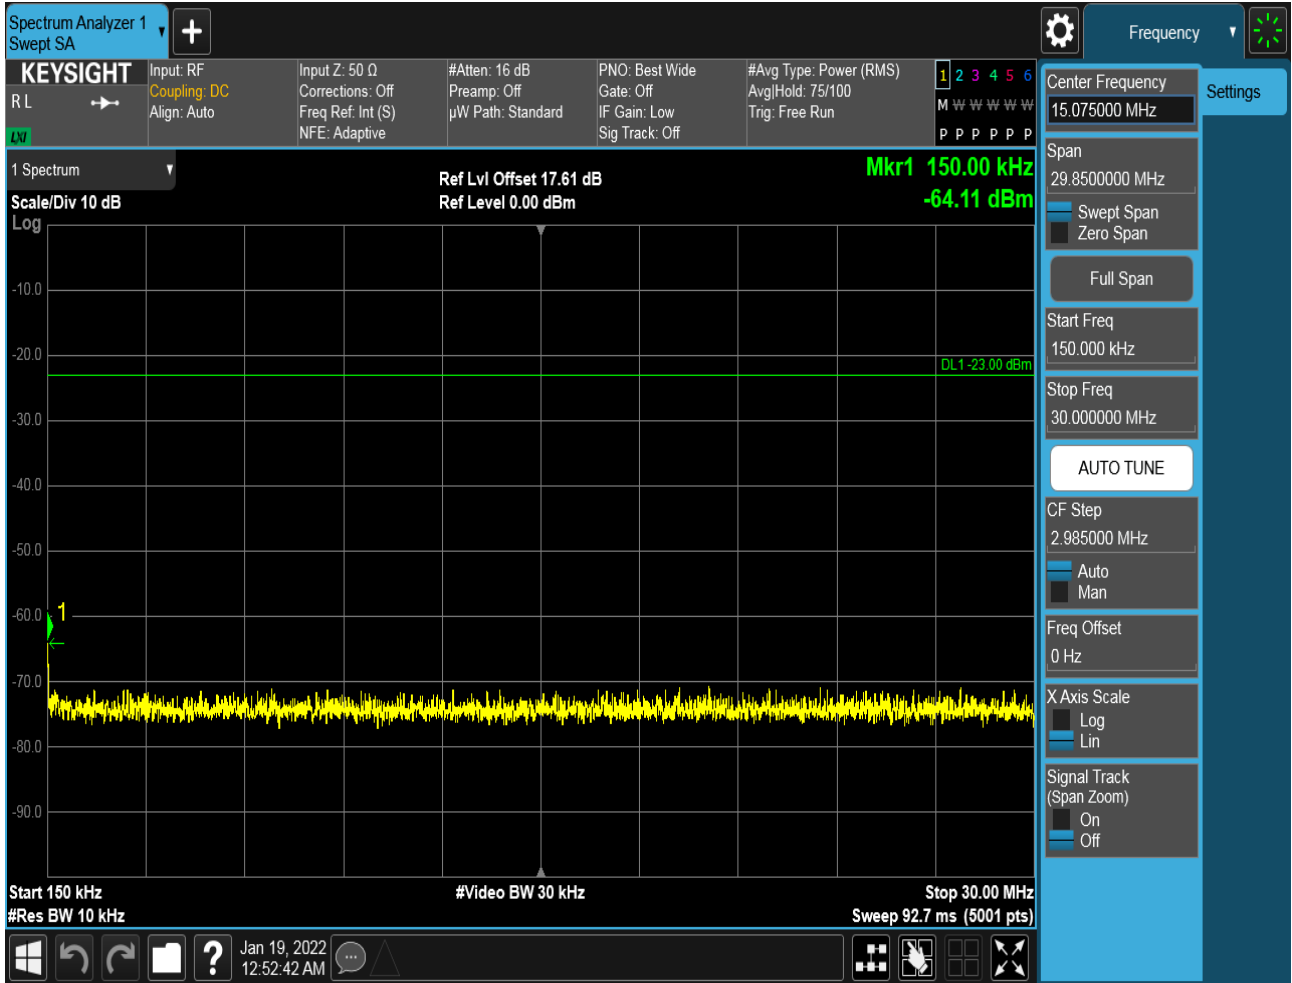 Spectrum Analyzer 1
Swept SA
Frequency
KEYSIGHT
R L
LXI
Input: RF
Coupling: DC
Align: Auto
Input Z: 50 Ω
Corrections: Off
Freq Ref: Int (S)
NFE: Adaptive
#Atten: 16 dB
Preamp: Off
µW Path: Standard
PNO: Best Wide
Gate: Off
IF Gain: Low
Sig Track: Off
#Avg Type: Power (RMS)
Avg|Hold: 75/100
Trig: Free Run
1 2 3 4 5 6
M W W W W W
P P P P P P
1 Spectrum
Scale/Div 10 dB
Log
Ref Lvl Offset 17.61 dB
Ref Level 0.00 dBm
Mkr1 150.00 kHz
-64.11 dBm
-10.0
-20.0
DL1 -23.00 dBm
-30.0
-40.0
-50.0
-60.0
1
-70.0
-80.0
-90.0
Start 150 kHz
#Video BW 30 kHz
Stop 30.00 MHz
#Res BW 10 kHz
Sweep 92.7 ms (5001 pts)
?
Jan 19, 2022
12:52:42 AM
Center Frequency
15.075000 MHz
Settings
Span
29.8500000 MHz
Swept Span
Zero Span
Full Span
Start Freq
150.000 kHz
Stop Freq
30.000000 MHz
AUTO TUNE
CF Step
2.985000 MHz
Auto
Man
Freq Offset
0 Hz
X Axis Scale
Log
Lin
Signal Track
(Span Zoom)
On
Off